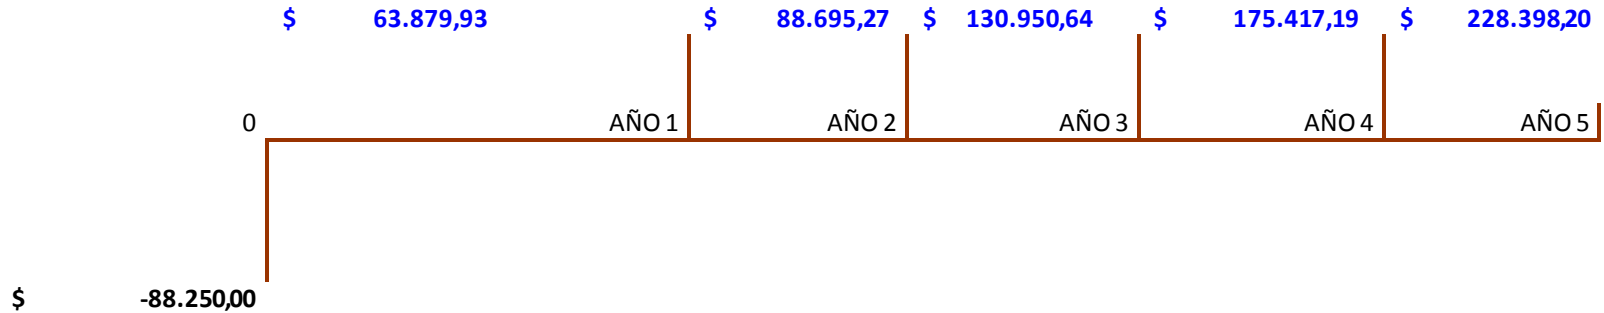 $ 63.879,93 $ 88.695,27 $ 130.950,64 $ 175.417,19 $ 228.398,20
0 AÑO 1 AÑO 2 AÑO 3 AÑO 4 AÑO 5
$ -88.250,00